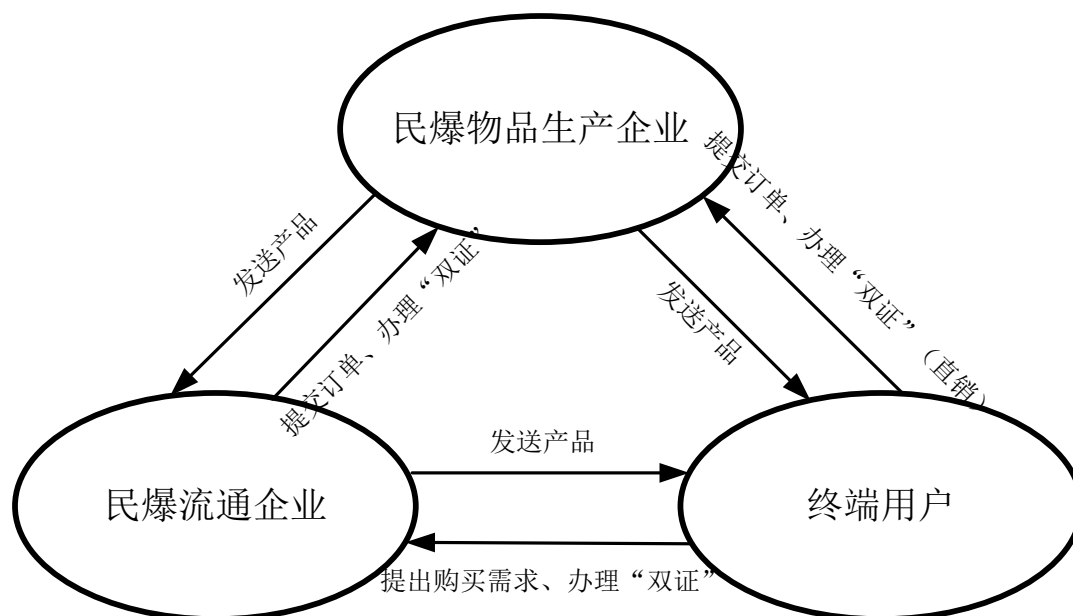 民爆物品生产企业
提交订单、办理“双证”（直销）
发送产品
提交订单、办理“双证”
发送产品
发送产品
民爆流通企业
终端用户
提出购买需求、办理“双证”